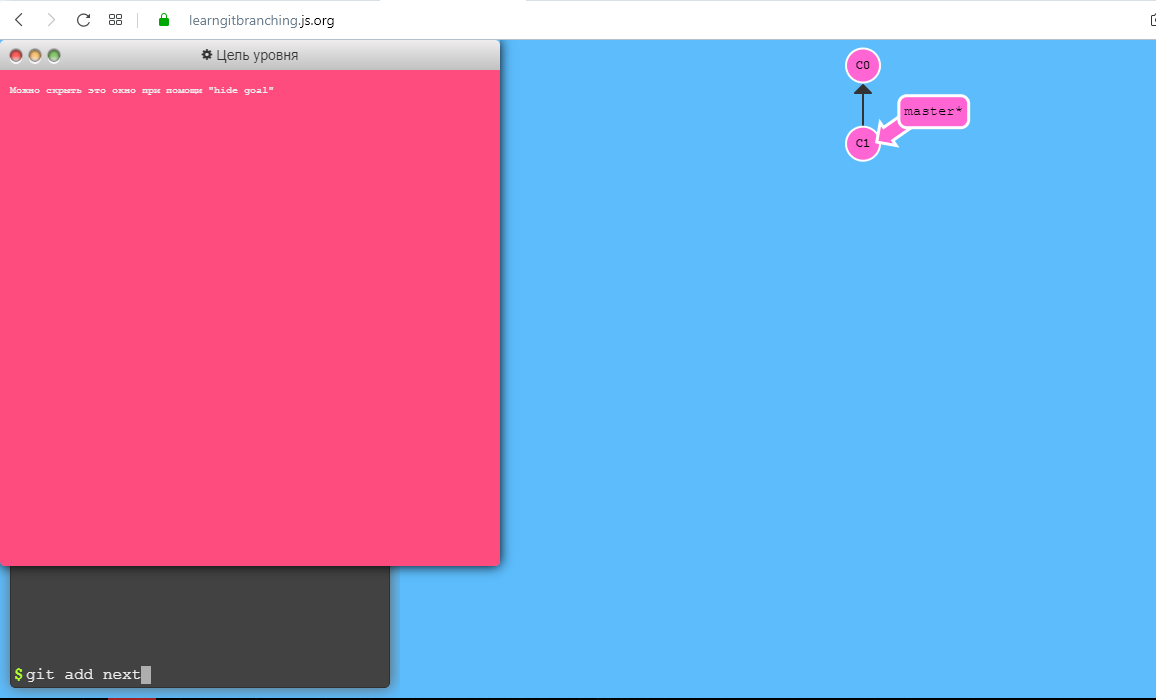 learngitbranching.js.org
Цель уровня
Можно скрыть это окно при помощи "hide goal"
C0
master*
C1
$git add next